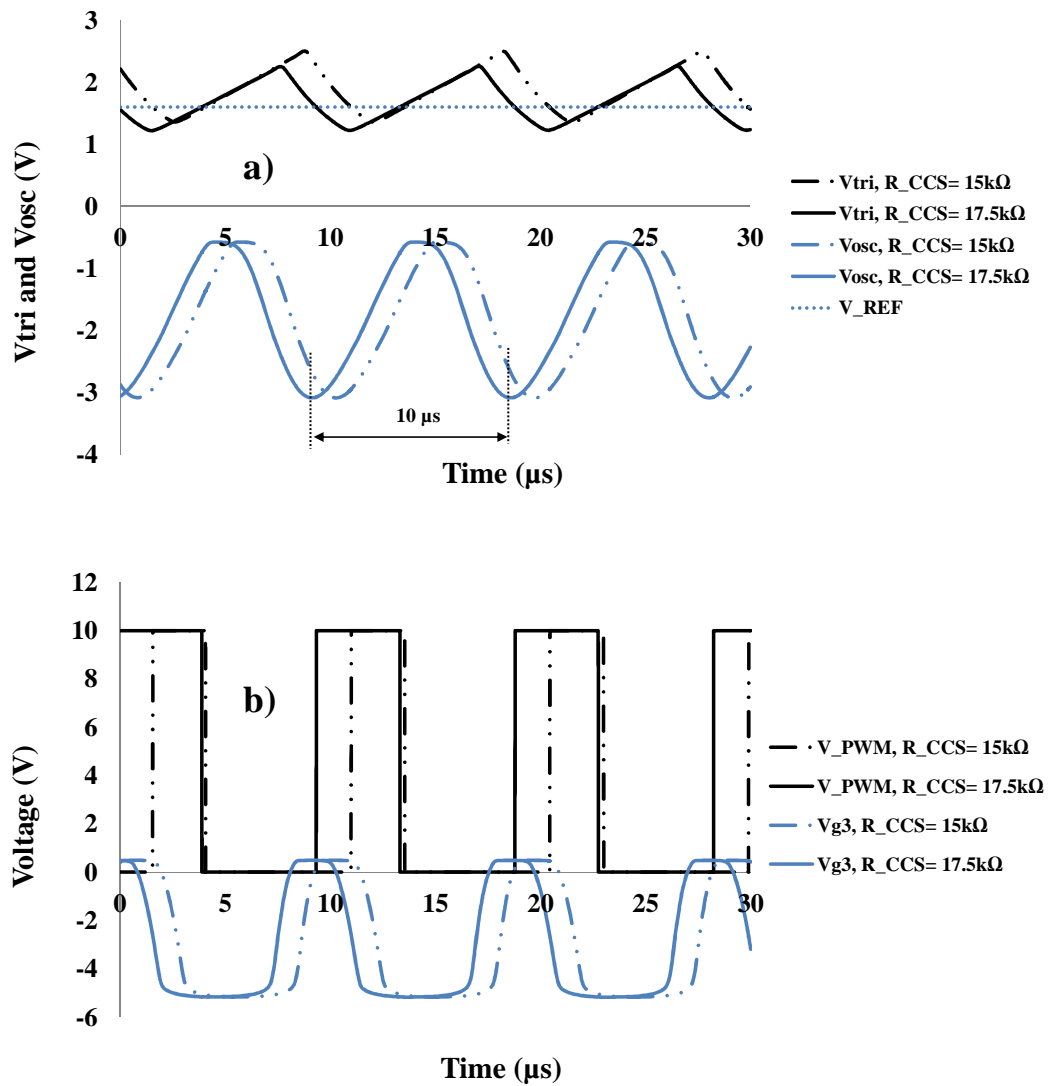 3
2
1
0
-1
-2
-3
-4
Vtri and Vosc (V)
a)
0
5
10
15
20
25
30
10 µs
Time (µs)
Vtri, R_CCS= 15kΩ
Vtri, R_CCS= 17.5kΩ
Vosc, R_CCS= 15kΩ
Vosc, R_CCS= 17.5kΩ
V_REF
12
10
8
6
4
2
0
-2
-4
-6
Voltage (V)
b)
0
5
10
15
20
25
30
Time (µs)
V_PWM, R_CCS= 15kΩ
V_PWM, R_CCS= 17.5kΩ
Vg3, R_CCS= 15kΩ
Vg3, R_CCS= 17.5kΩ